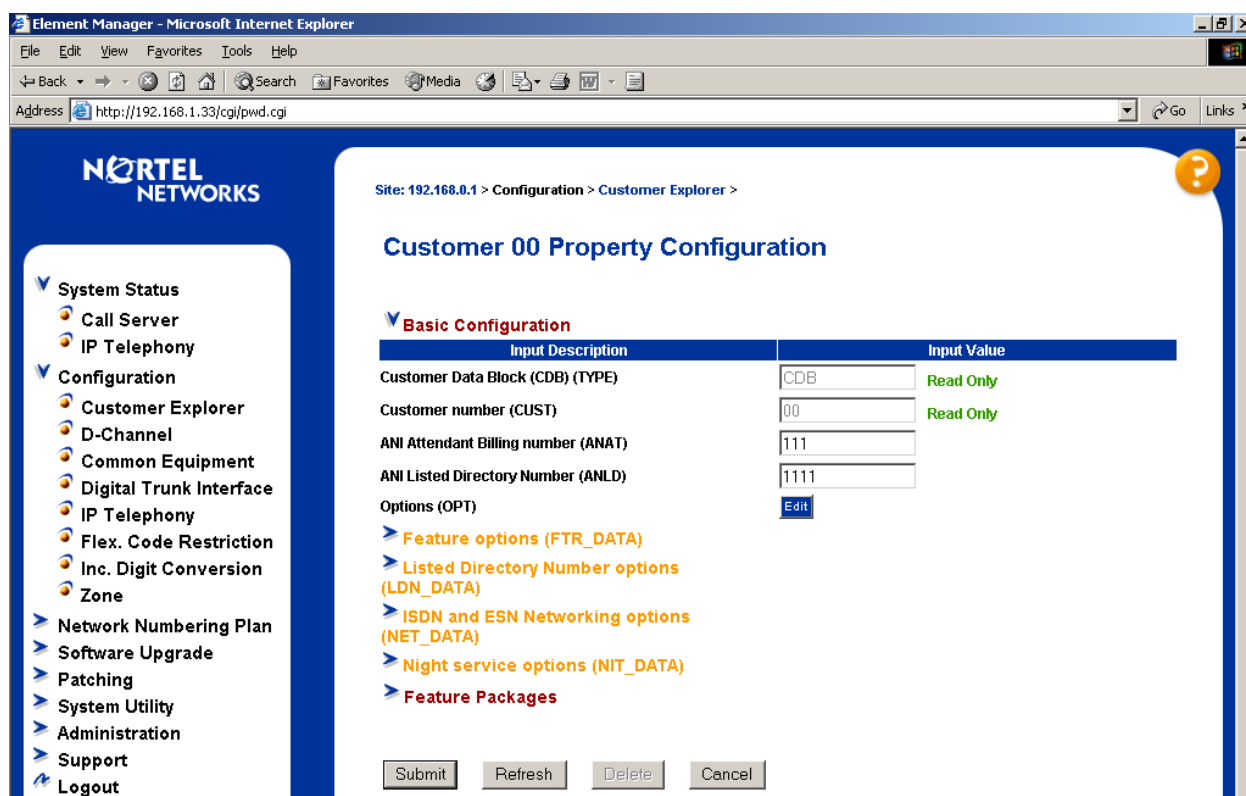 Element Manager - Microsoft Internet Explorer
File Edit View Favorites Tools Help
Back Search Favorites Media
Address http://192.168.1.33/cgi/pwd.cgi Go Links
NORTEL
NETWORKS
Site: 192.168.0.1 > Configuration > Customer Explorer >
Customer 00 Property Configuration
System Status
Call Server
IP Telephony
Configuration
Customer Explorer
D-Channel
Common Equipment
Digital Trunk Interface
IP Telephony
Flex. Code Restriction
Inc. Digit Conversion
Zone
Network Numbering Plan
Software Upgrade
Patching
System Utility
Administration
Support
Logout
Basic Configuration
Input Description Input Value
Customer Data Block (CDB) (TYPE) CDB Read Only
Customer number (CUST) 00 Read Only
ANI Attendant Billing number (ANAT) 111
ANI Listed Directory Number (ANLD) 1111
Options (OPT) Edit
Feature options (FTR_DATA)
Listed Directory Number options
(LDN_DATA)
ISDN and ESN Networking options
(NET_DATA)
Night service options (NIT_DATA)
Feature Packages
Submit Refresh Delete Cancel